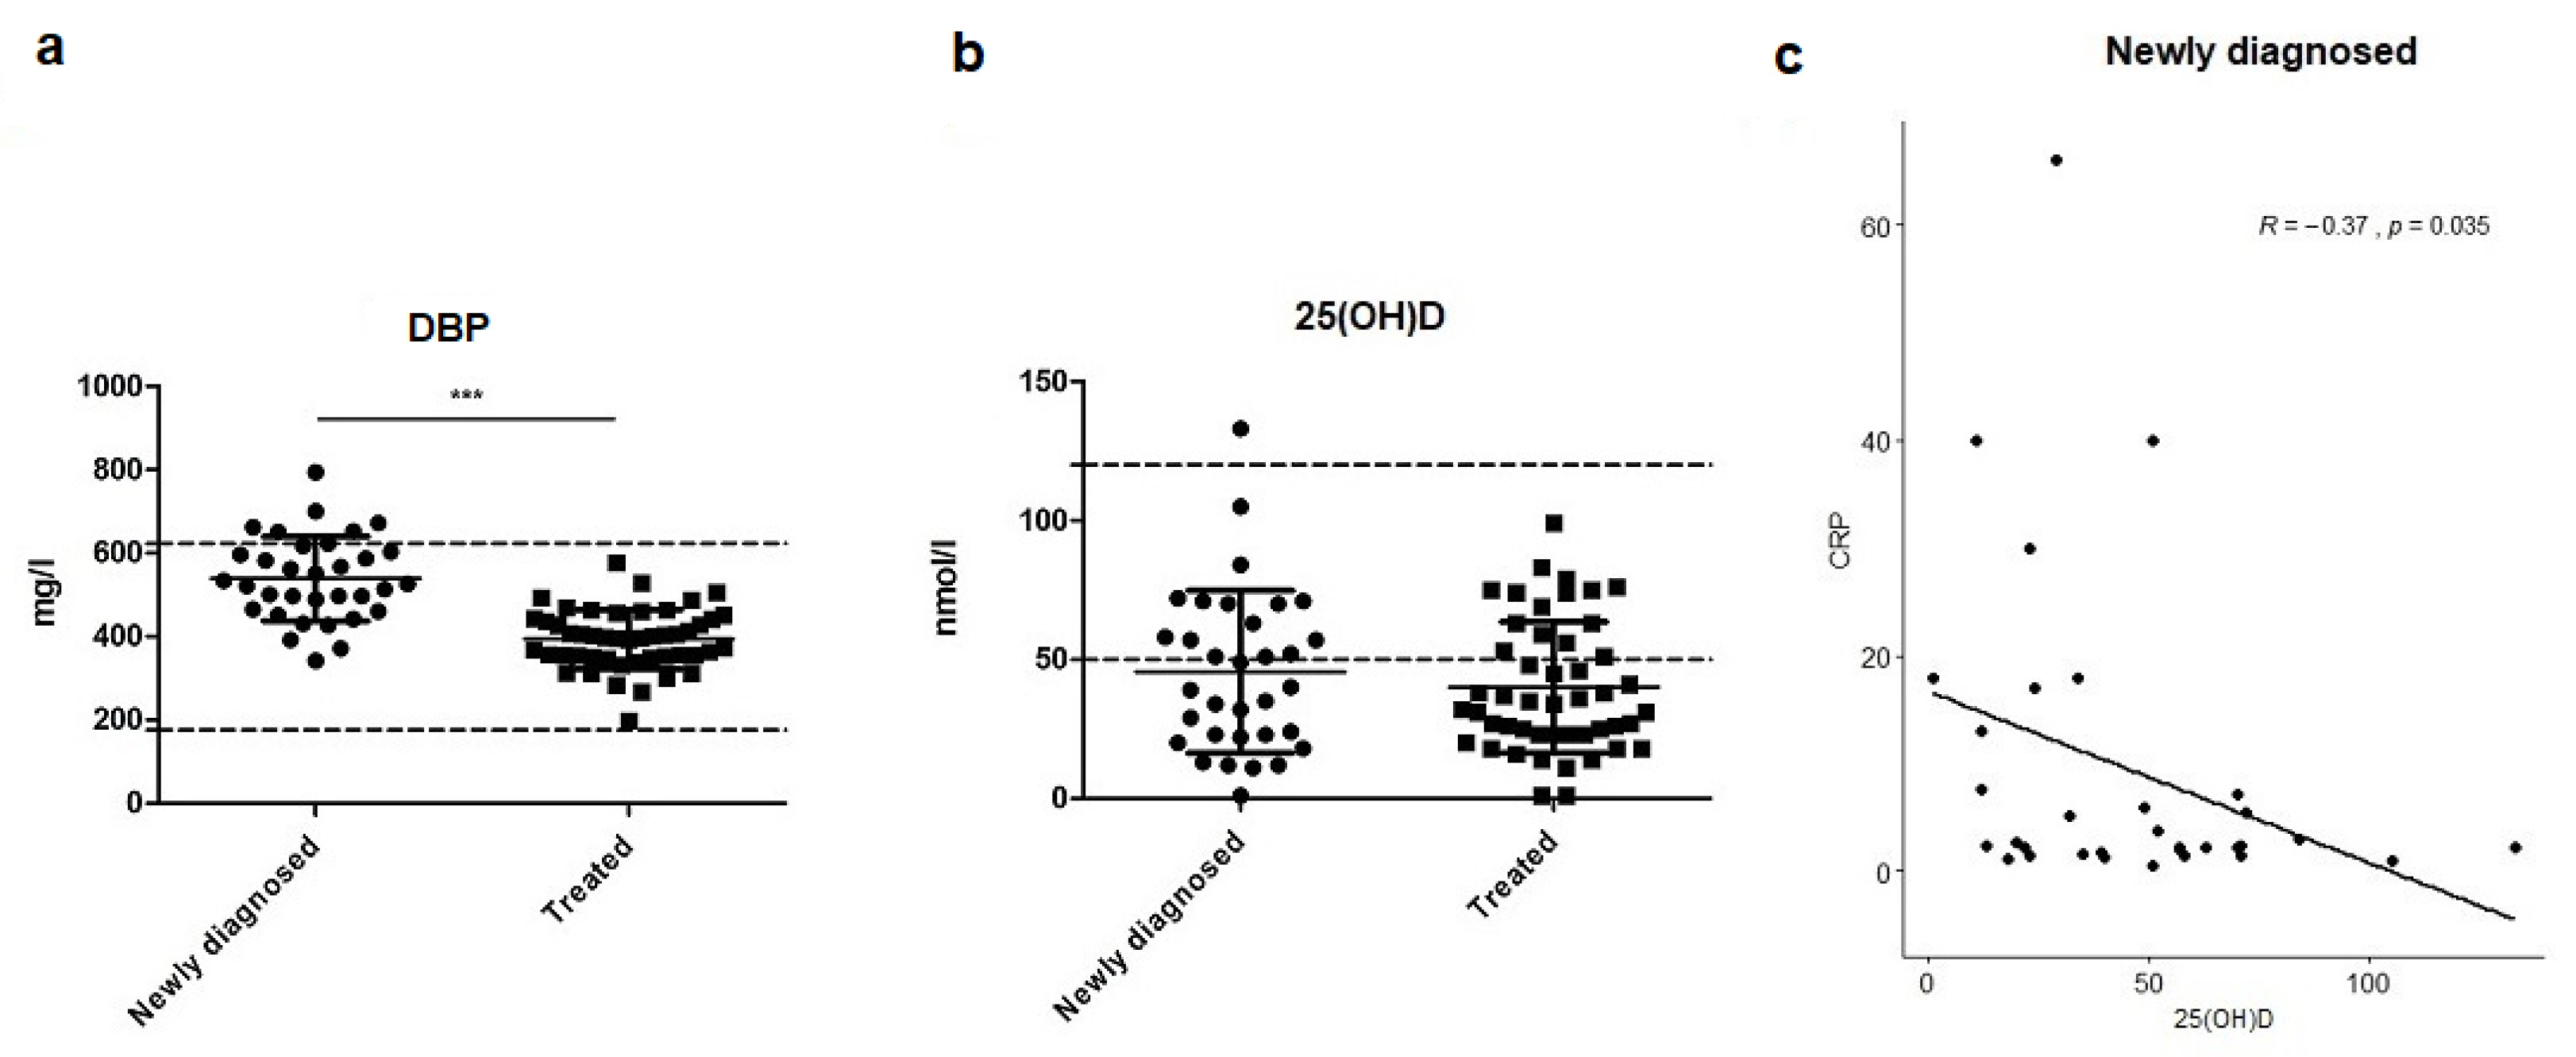 a
DBP
***
mg/l
1000
800
600
400
200
0
Newly diagnosed
Treated
b
25(OH)D
nmol/l
150
100
50
0
Newly diagnosed
Treated
c
Newly diagnosed
R = −0.37 , p = 0.035
CRP
60
40
20
0
0 50 100
25(OH)D